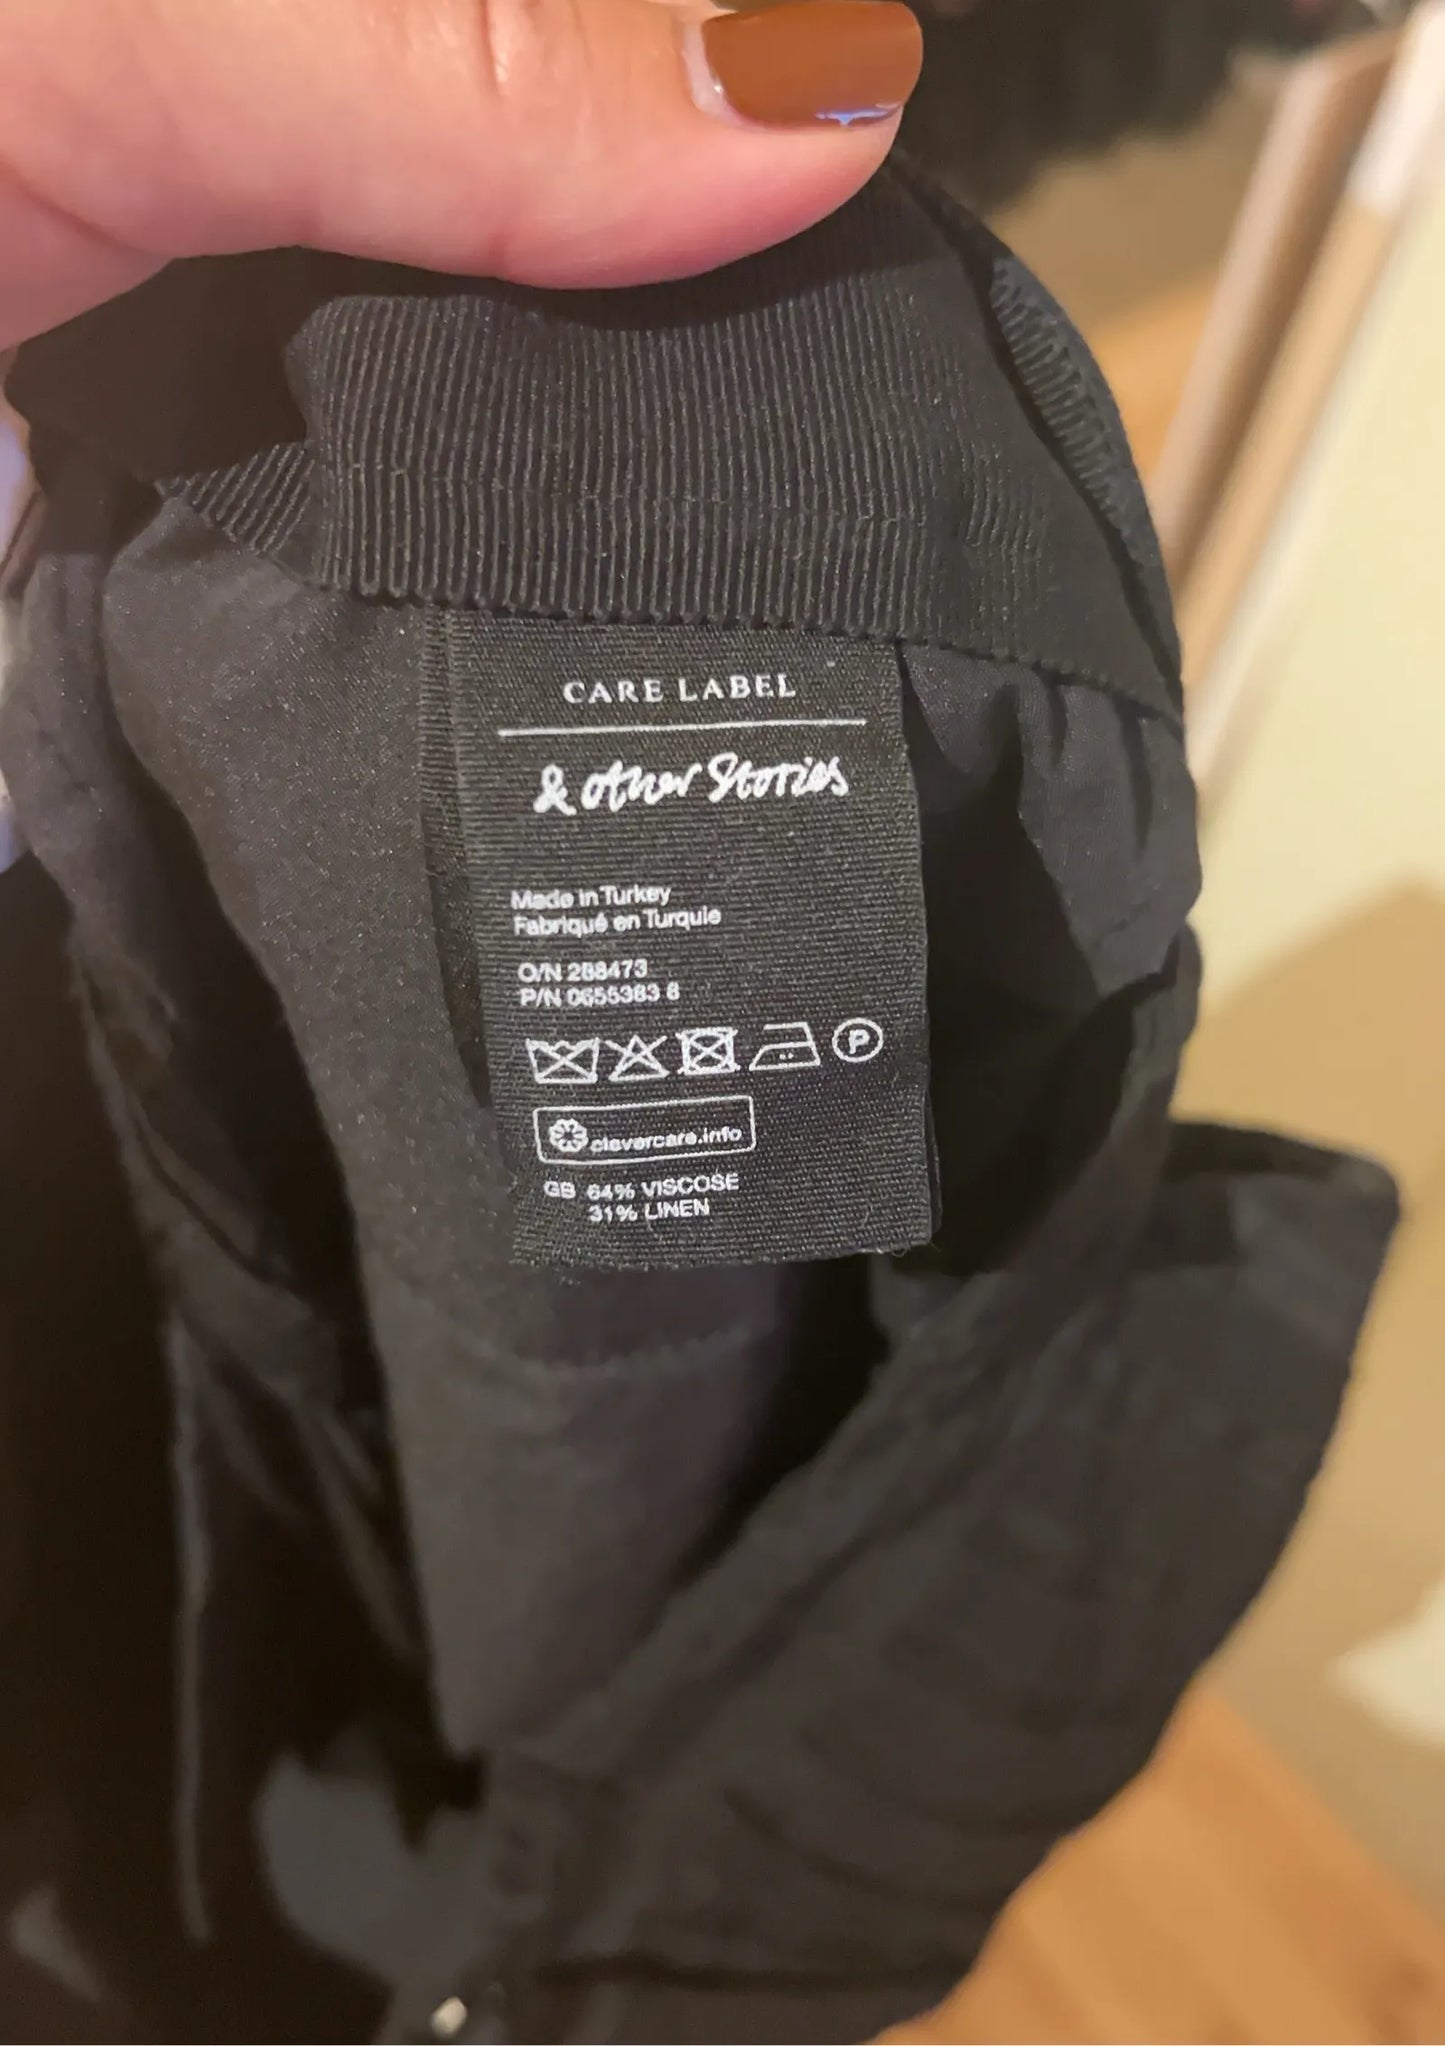 CARE LABEL
& other Stories
Made in Turkey
Fabriqué en Turquie
O/N 288473
P/N 0655383 8
P
clevercare.info
GB 64% VISCOSE
31% LINEN